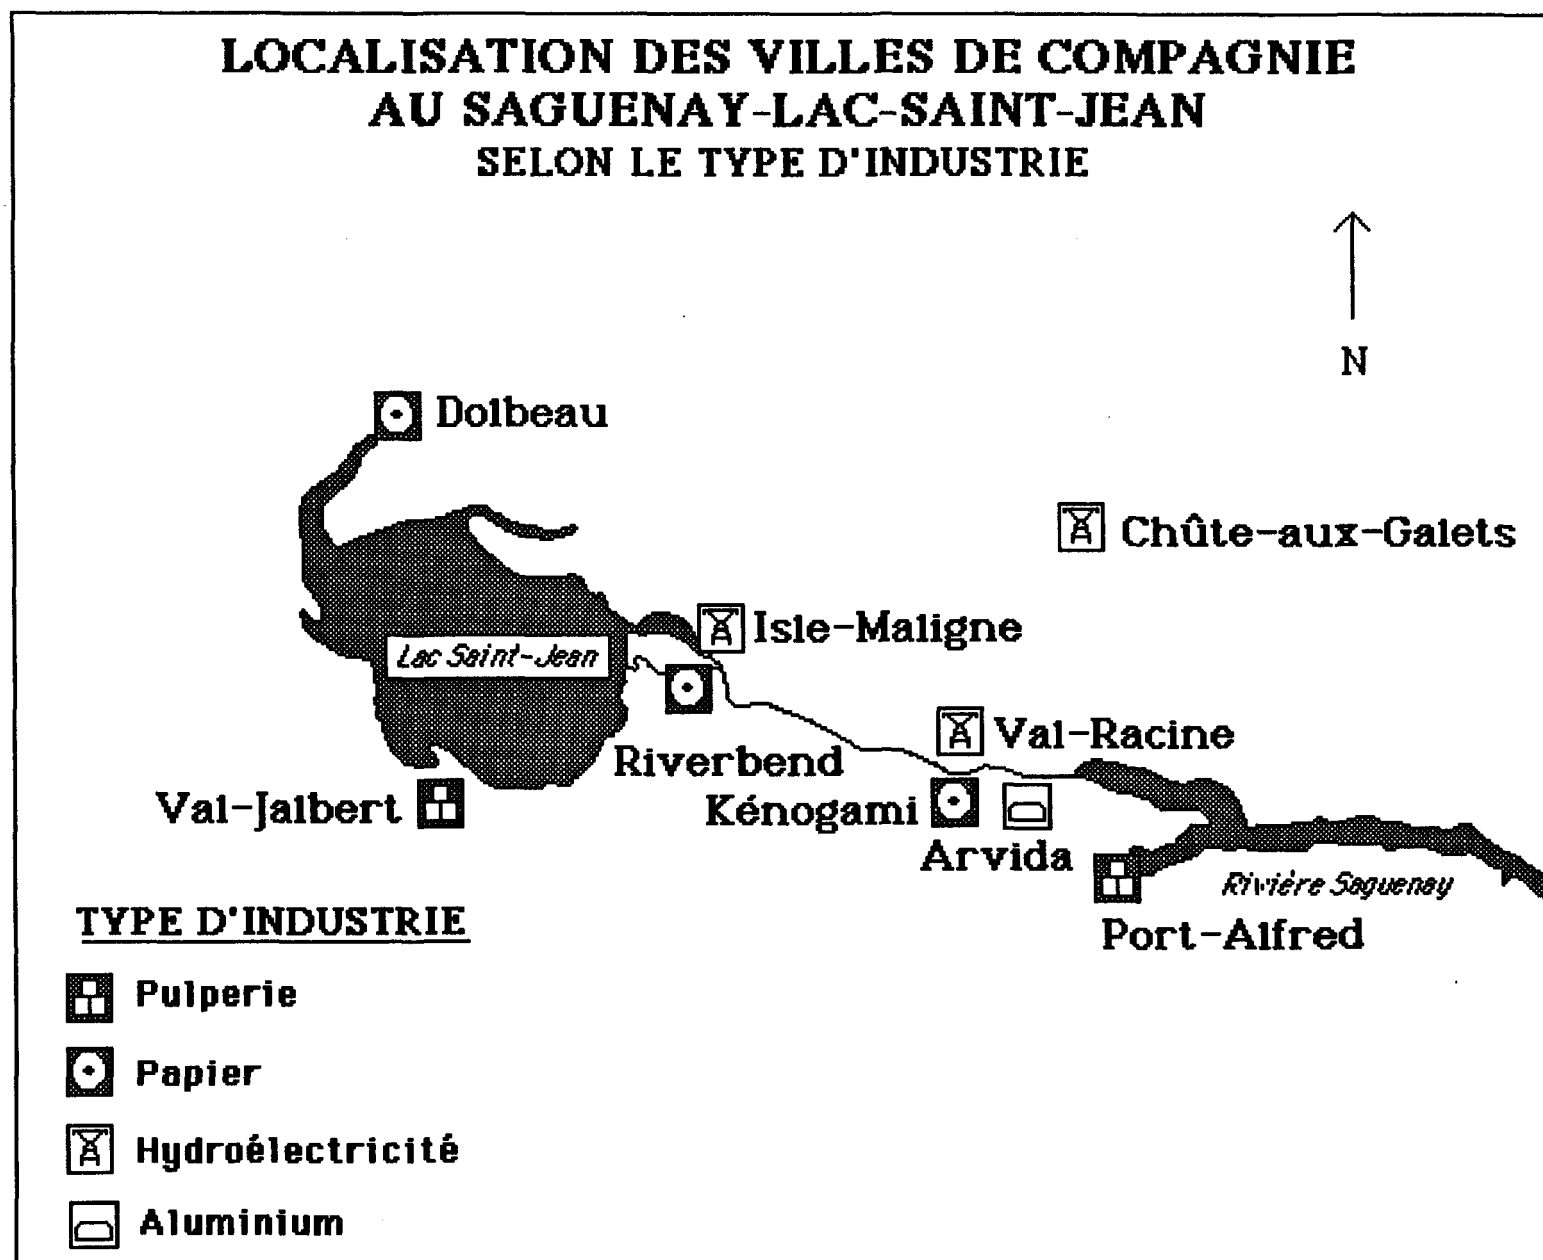 LOCALISATION DES VILLES DE COMPAGNIE
AU SAGUENAY-LAC-SAINT-JEAN
SELON LE TYPE D'INDUSTRIE
N
Dolbeau
Chûte-aux-Galets
Isle-Maligne
Lac Saint-Jean
Val-Racine
Riverbend
Val-Jalbert
Kénogami
Arvida
Rivière Saguenay
Port-Alfred
TYPE D'INDUSTRIE
Pulperie
Papier
Hydroélectricité
Aluminium